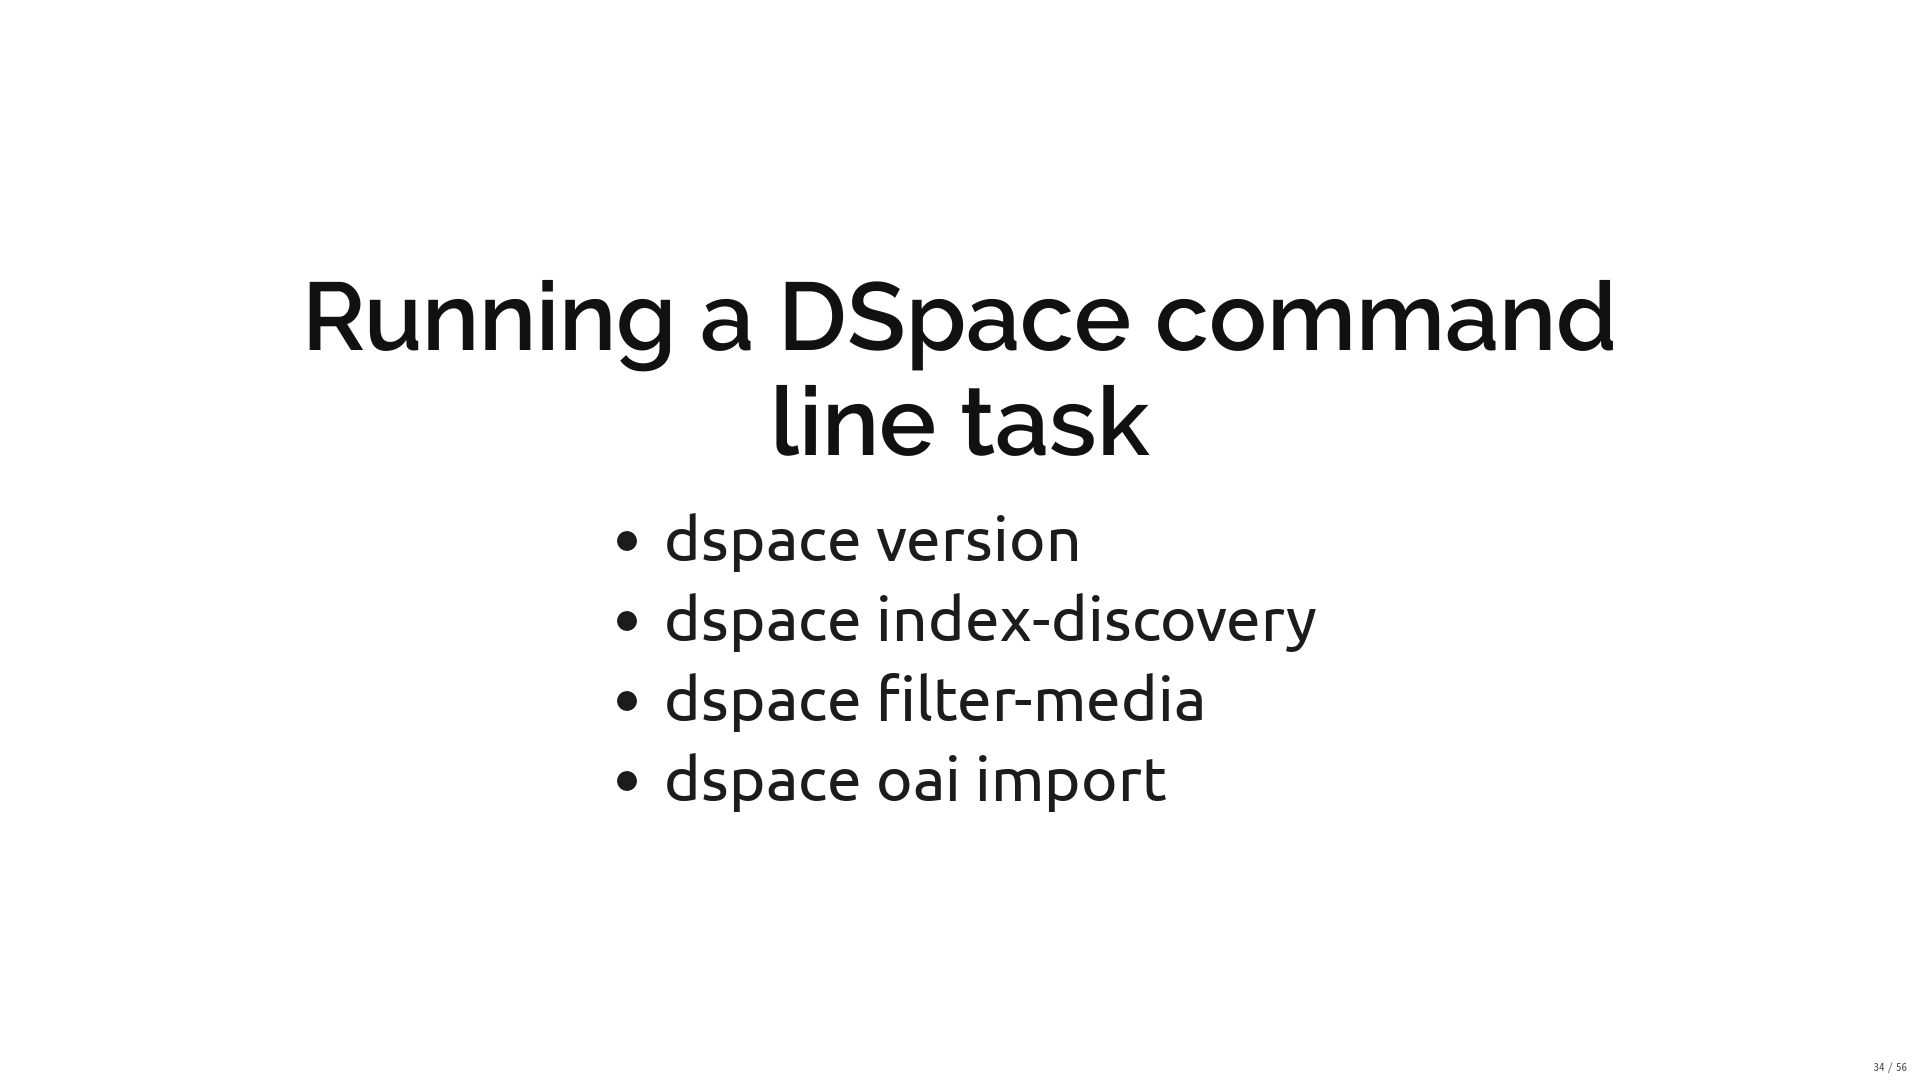 Running a DSpace command
line task
• dspace version
• dspace index-discovery
• dspace filter-media
• dspace oai import
34 / 56